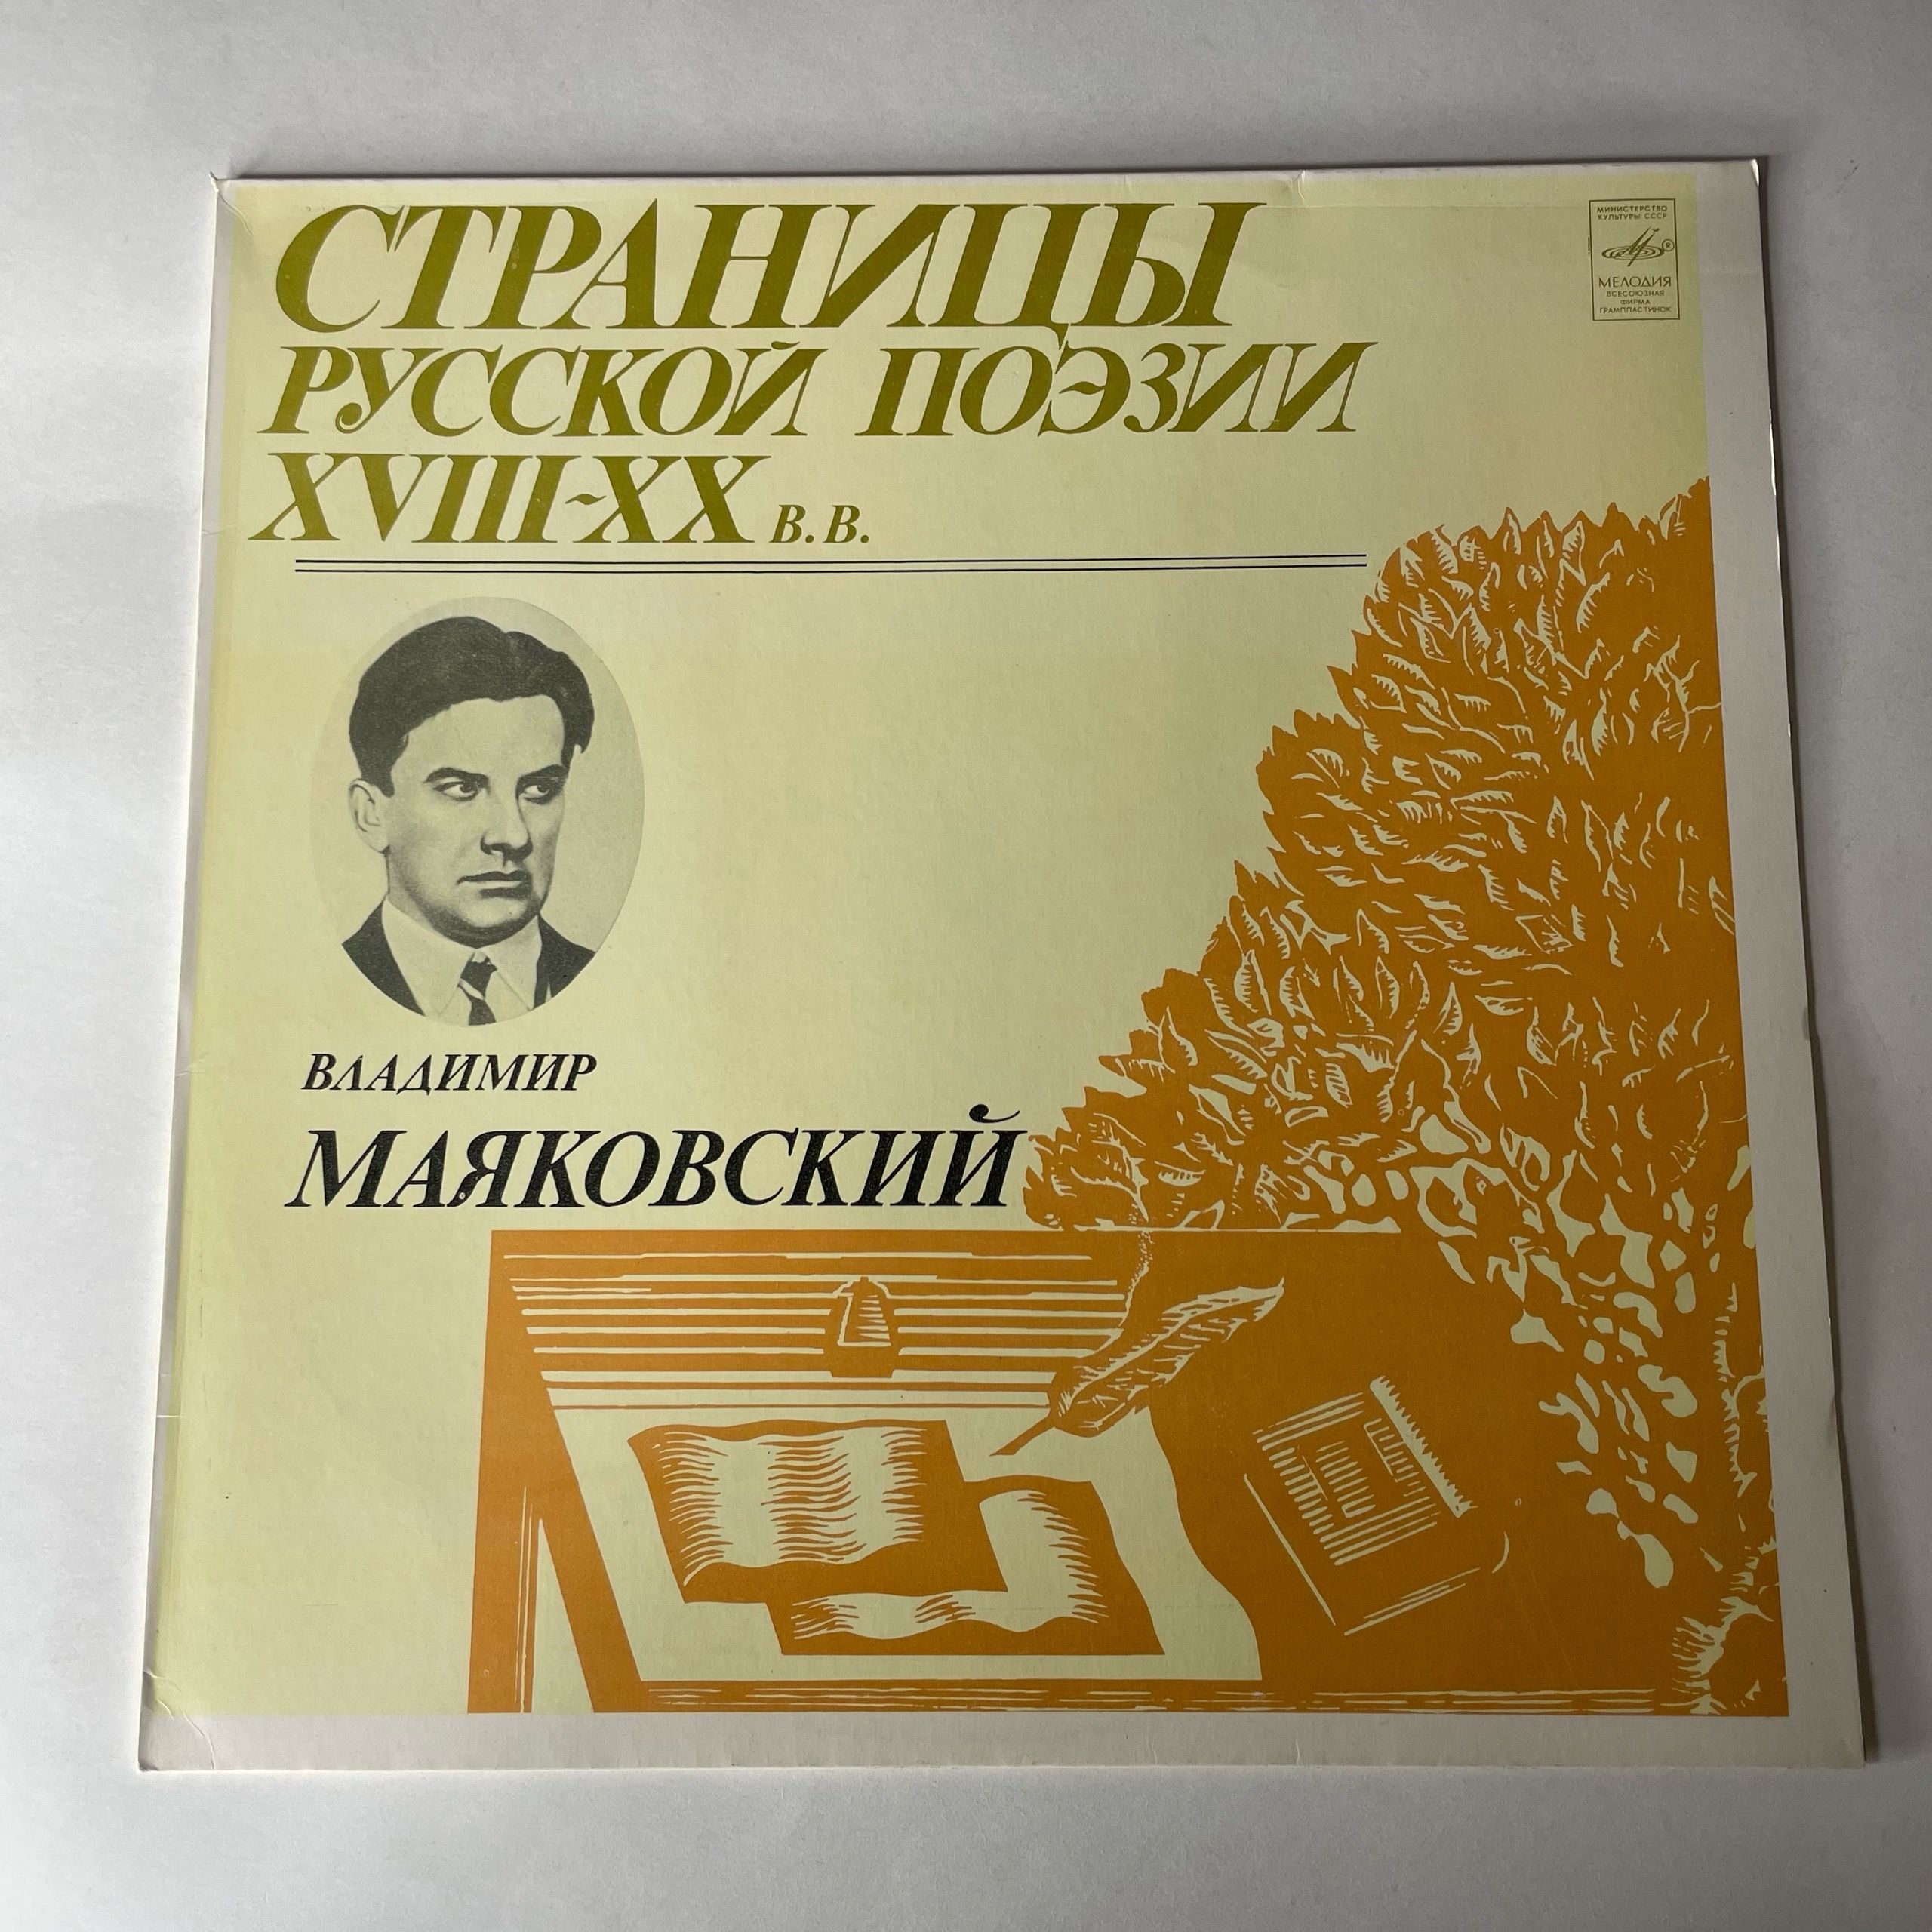 СТРАНИЦЫ
РУССКОЙ ПОЭЗИИ
XVIII-XX В.В.
МИНИСТЕРСТВО
КУЛЬТУРЫ СССР
®
МЕЛОДИЯ
ВСЕСОЮЗНАЯ
ФИРМА
ГРАМПЛАСТИНОК
ВЛАДИМИР
МАЯКОВСКИЙ